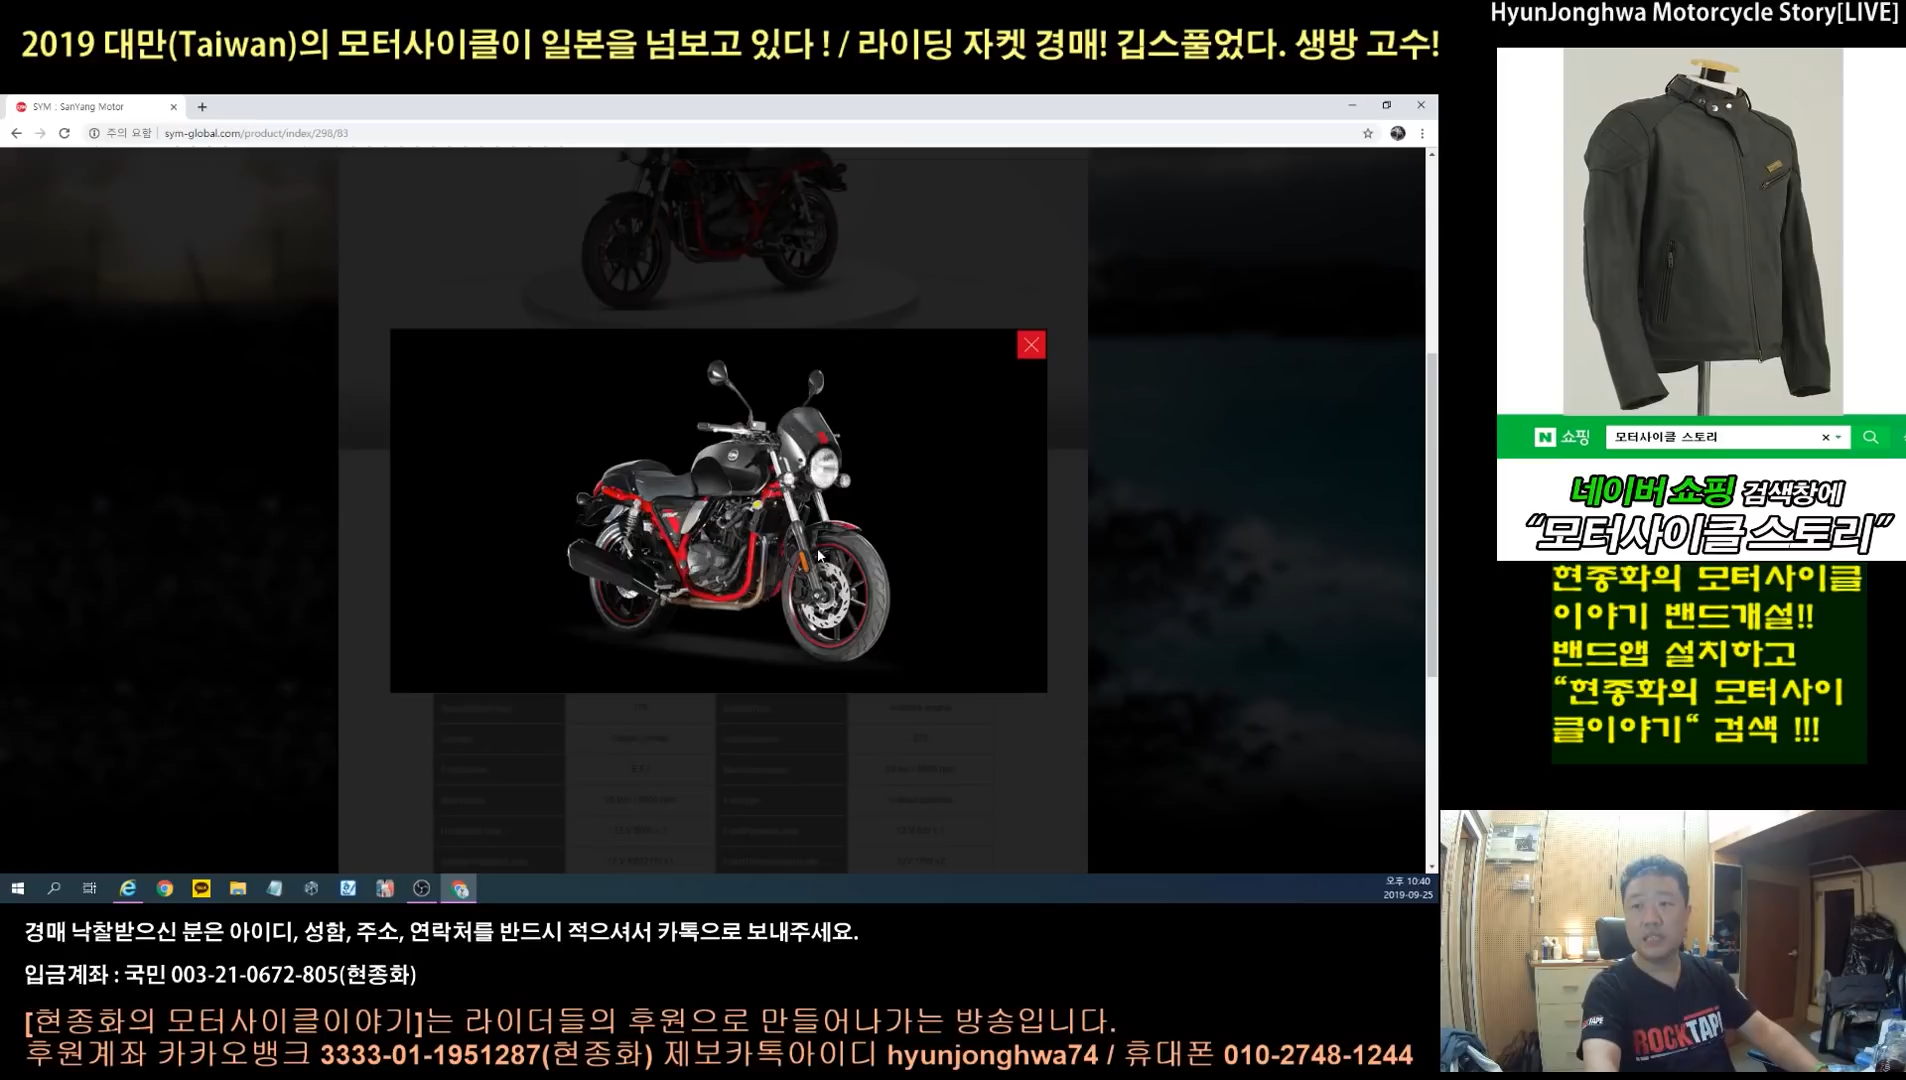 HyunJonghwa Motorcycle Story[LIVE]
2019 대만(Taiwan)의 모터사이클이 일본을 넘보고 있다 ! / 라이딩 자켓 경매! 깁스풀었다. 생방 고수!
SYM : SanYang Motor
주의 요함
sym-global.com/product/index/298/83
N 쇼핑
모터사이클 스토리
네이버 쇼핑 검색창에
“모터사이클 스토리”
현종화의 모터사이클
이야기 밴드개설!!
밴드앱 설치하고
“현종화의 모터사이
클이야기“ 검색 !!!
오후 10:40
2019-09-25
경매 낙찰받으신 분은 아이디, 성함, 주소, 연락처를 반드시 적으셔서 카톡으로 보내주세요.
입금계좌 : 국민 003-21-0672-805(현종화)
[현종화의 모터사이클이야기]는 라이더들의 후원으로 만들어나가는 방송입니다.
후원계좌 카카오뱅크 3333-01-1951287(현종화) 제보카톡아이디 hyunjonghwa74 / 휴대폰 010-2748-1244
ROCKTAPE